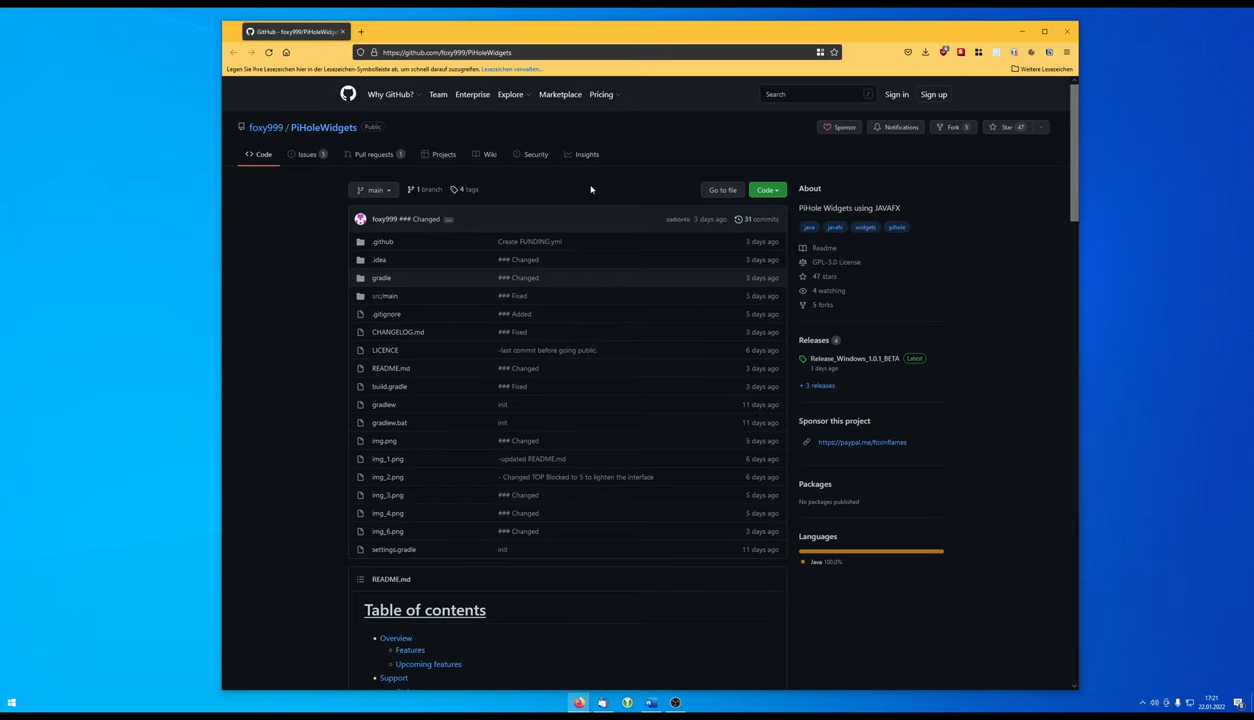 GitHub - foxy999/PiHoleWidge
https://github.com/foxy999/PiHoleWidgets
Legen Sie Ihre Lesezeichen hier in der Lesezeichen-Symbolleiste ab, um schnell darauf zuzugreifen. Lesezeichen verwalten…
Weitere Lesezeichen
Why GitHub? Team Enterprise Explore Marketplace Pricing Search / Sign in Sign up
foxy999 / PiHoleWidgets Public
Sponsor Notifications Fork 5 Star 47
Code Issues 5 Pull requests 1 Projects Wiki Security Insights
main 1 branch 4 tags Go to file Code
foxy999 ### Changed ... 3 days ago 31 commits
.github Create FUNDING.yml 3 days ago
.idea ### Changed 3 days ago
gradle ### Changed 3 days ago
src/main ### Fixed 3 days ago
.gitignore ### Added 5 days ago
CHANGELOG.md ### Fixed 3 days ago
LICENCE -last commit before going public. 6 days ago
README.md ### Changed 3 days ago
build.gradle ### Fixed 3 days ago
gradlew init 11 days ago
gradlew.bat init 11 days ago
img.png ### Changed 5 days ago
img_1.png -updated README.md 6 days ago
img_2.png - Changed TOP Blocked to 5 to lighten the interface 6 days ago
img_3.png ### Changed 5 days ago
img_4.png ### Changed 5 days ago
img_6.png ### Changed 3 days ago
settings.gradle init 11 days ago
README.md
Table of contents
Overview
Features
Upcoming features
Support
About
PiHole Widgets using JAVAFX
java javafx widgets pihole
Readme
GPL-3.0 License
47 stars
4 watching
5 forks
Releases 4
Release_Windows_1.0.1_BETA Latest
3 days ago
+ 3 releases
Sponsor this project
https://paypal.me/foxinflames
Packages
No packages published
Languages
Java 100.0%
17:21
22.01.2022